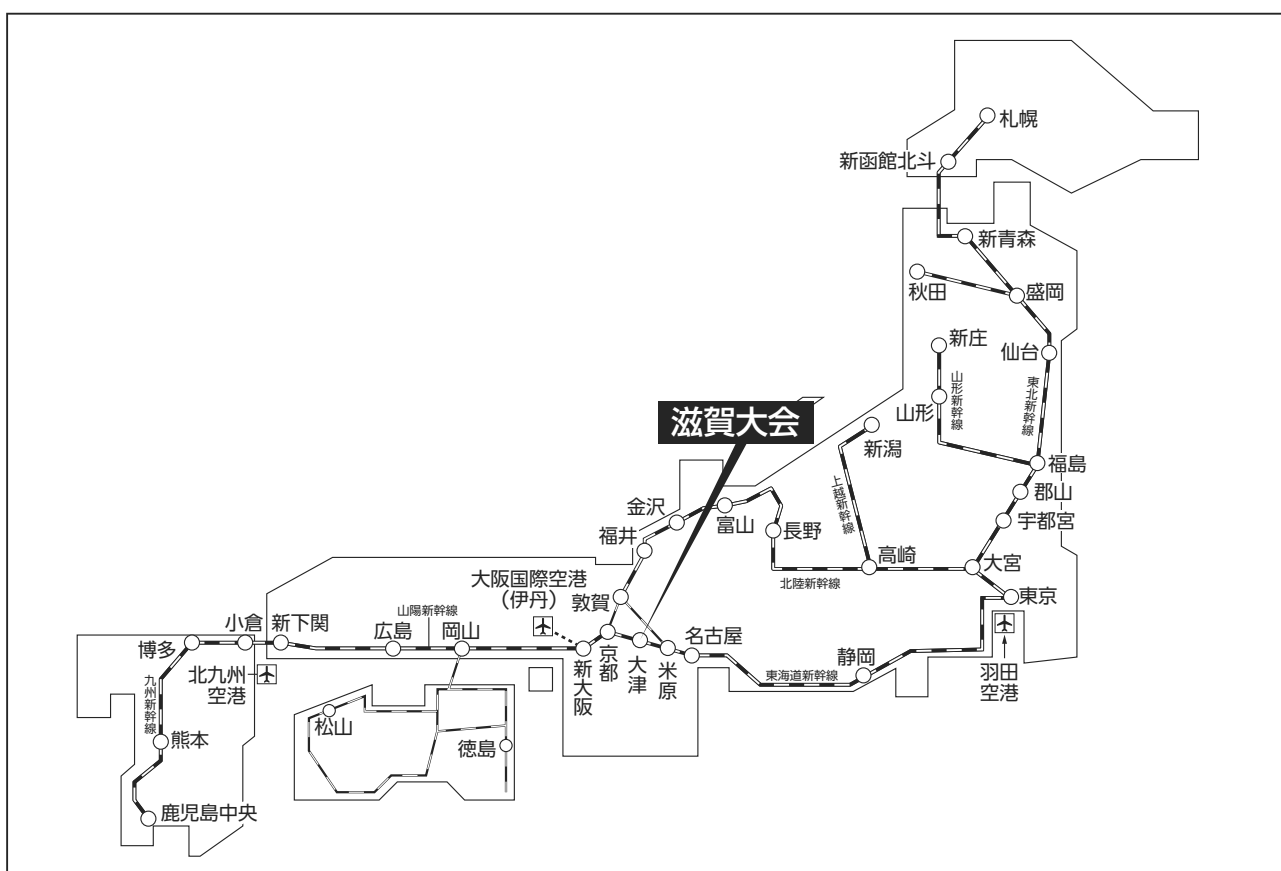 札幌
新函館北斗
新青森
秋田
盛岡
新庄
仙台
山形新幹線
東北新幹線
山形
滋賀大会
新潟
福島
郡山
上越新幹線
金沢
富山
宇都宮
福井
長野
高崎
大宮
北陸新幹線
大阪国際空港
(伊丹)
敦賀
東京
山陽新幹線
小倉
新下関
広島
岡山
博多
名古屋
新大阪
京都
大津
米原
東海道新幹線
静岡
羽田
空港
北九州
空港
九州新幹線
松山
徳島
熊本
鹿児島中央